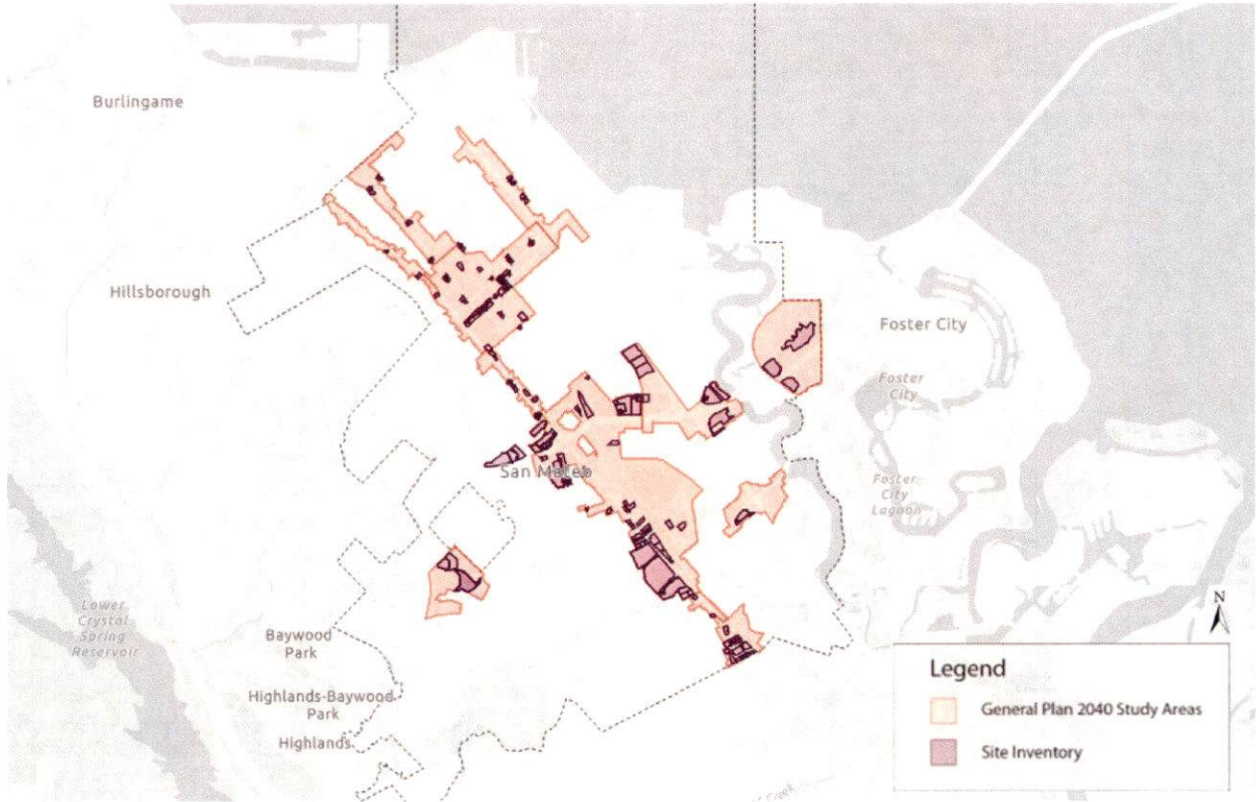 Burlingame
Hillsborough
Foster City
Foster
City
San Mateo
Foster
City
Lagoon
Lower
Crystal
Spring
Reservoir
Baywood
Park
Highlands-Baywood
Park
Highlands
N
Legend
General Plan 2040 Study Areas
Site Inventory
Creek